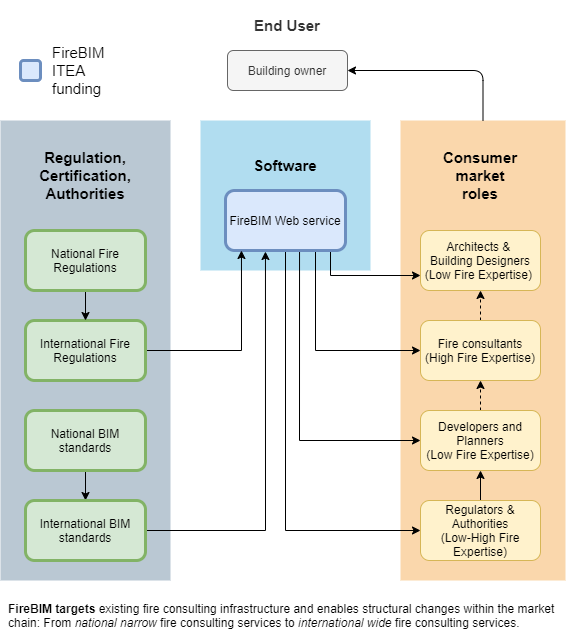 End User
FireBIM
ITEA
funding
Building owner
Regulation,
Certification,
Authorities
Software
Consumer
market
roles
FireBIM Web service
National Fire
Regulations
International Fire
Regulations
National BIM
standards
International BIM
standards
Architects &
Building Designers
(Low Fire Expertise)
Fire consultants
(High Fire Expertise)
Developers and
Planners
(Low Fire Expertise)
Regulators &
Authorities
(Low-High Fire
Expertise)
FireBIM targets existing fire consulting infrastructure and enables structural changes within the market
chain: From national narrow fire consulting services to international wide fire consulting services.